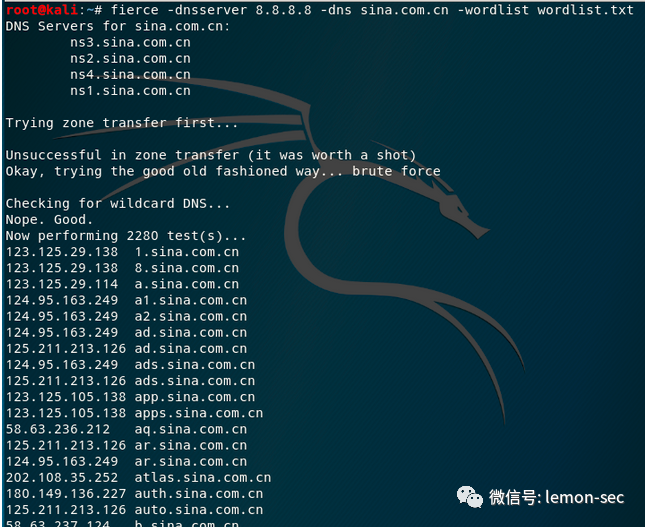 root@kali:~# fierce -dnsserver 8.8.8.8 -dns sina.com.cn -wordlist wordlist.txt
DNS Servers for sina.com.cn:
ns3.sina.com.cn
ns2.sina.com.cn
ns4.sina.com.cn
ns1.sina.com.cn
Trying zone transfer first...
Unsuccessful in zone transfer (it was worth a shot)
Okay, trying the good old fashioned way... brute force
Checking for wildcard DNS...
Nope. Good.
Now performing 2280 test(s)...
123.125.29.138 1.sina.com.cn
123.125.29.138 8.sina.com.cn
123.125.29.114 a.sina.com.cn
124.95.163.249 a1.sina.com.cn
124.95.163.249 a2.sina.com.cn
124.95.163.249 ad.sina.com.cn
125.211.213.126 ad.sina.com.cn
124.95.163.249 ads.sina.com.cn
125.211.213.126 ads.sina.com.cn
123.125.105.138 app.sina.com.cn
123.125.105.138 apps.sina.com.cn
58.63.236.212 aq.sina.com.cn
125.211.213.126 ar.sina.com.cn
124.95.163.249 ar.sina.com.cn
202.108.35.252 atlas.sina.com.cn
180.149.136.227 auth.sina.com.cn
125.211.213.126 auto.sina.com.cn
58.63.237.124 b.sina.com.cn
微信号: lemon-sec